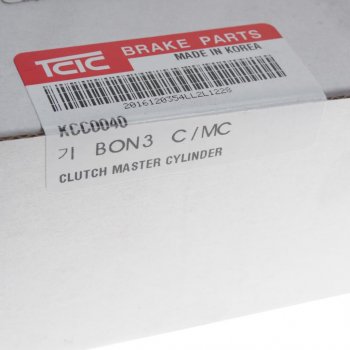 TCIC BRAKE PARTS
MADE IN KOREA
2016120354LL2L1228
KCC0040
기 BON3 C/MC
CLUTCH MASTER CYLINDER